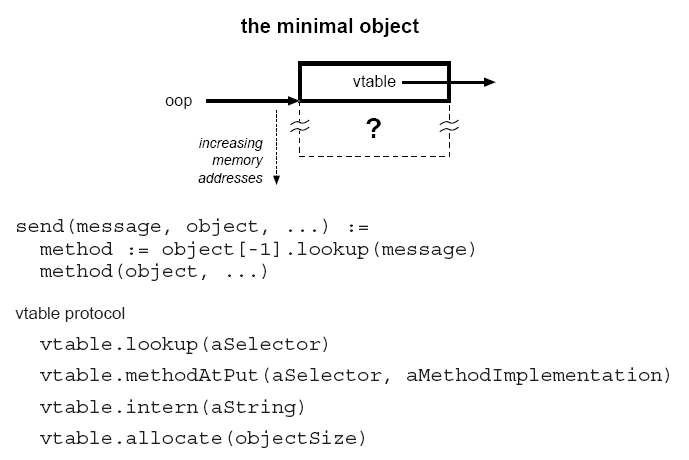 the minimal object
vtable
oop
?
increasing
memory
addresses
send(message, object, ...) :=
method := object[-1].lookup(message)
method(object, ...)
vtable protocol
vtable.lookup(aSelector)
vtable.methodAtPut(aSelector, aMethodImplementation)
vtable.intern(aString)
vtable.allocate(objectSize)